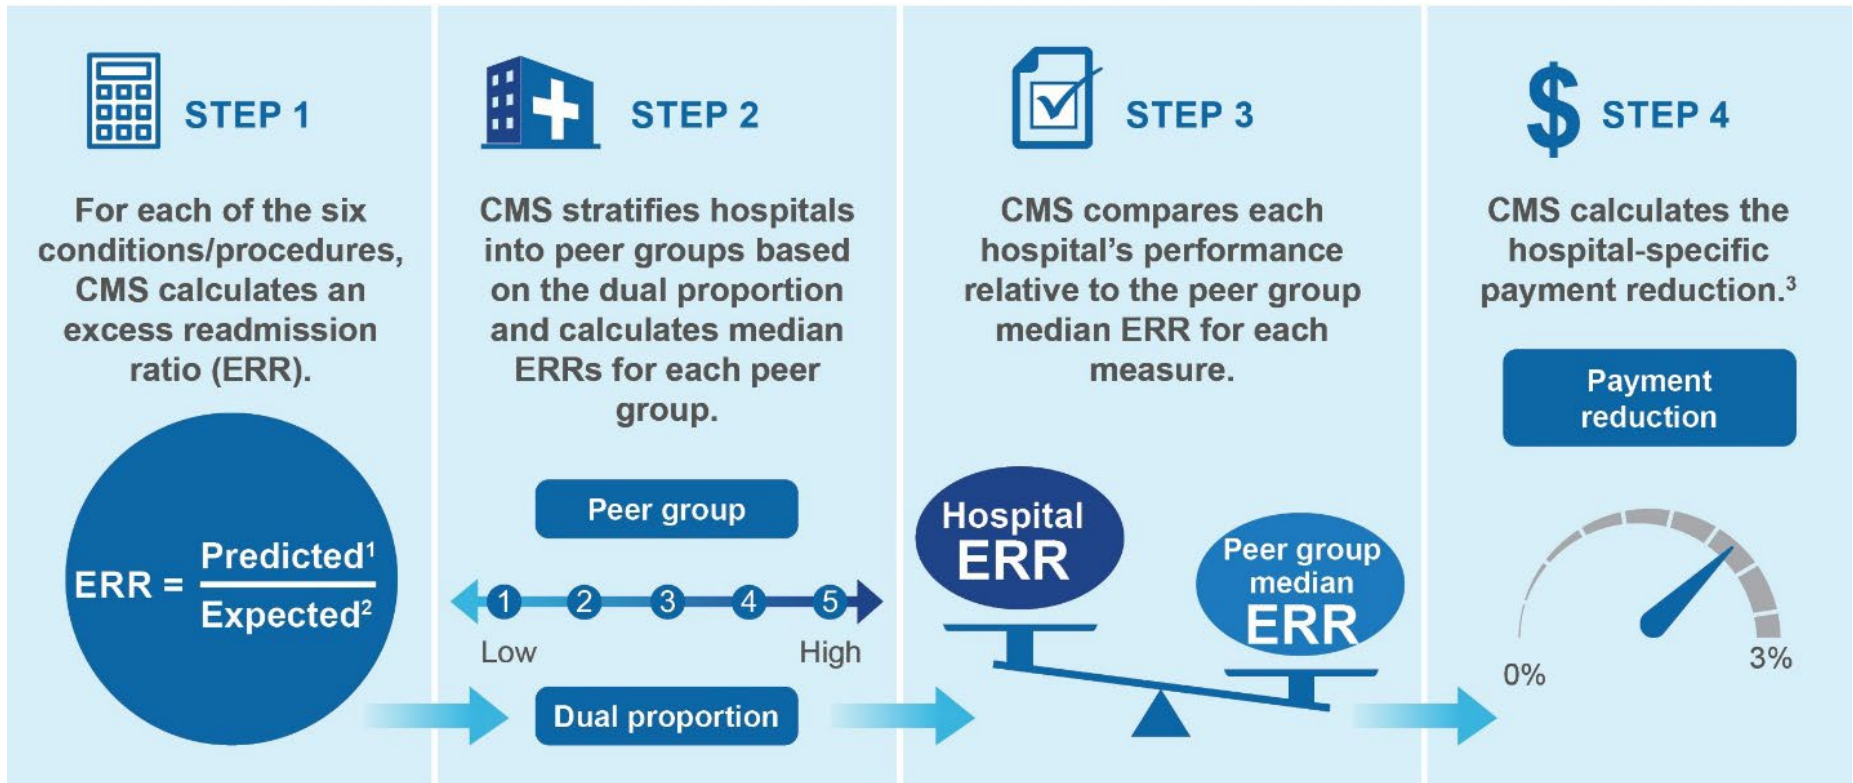 STEP 1
For each of the six
conditions/procedures,
CMS calculates an
excess readmission
ratio (ERR).
ERR = Predicted¹
Expected²
STEP 2
CMS stratifies hospitals
into peer groups based
on the dual proportion
and calculates median
ERRs for each peer
group.
Peer group
1 2 3 4 5
Low High
Dual proportion
STEP 3
CMS compares each
hospital’s performance
relative to the peer group
median ERR for each
measure.
Hospital
ERR
Peer group
median
ERR
STEP 4
CMS calculates the
hospital-specific
payment reduction.³
Payment
reduction
0% 3%